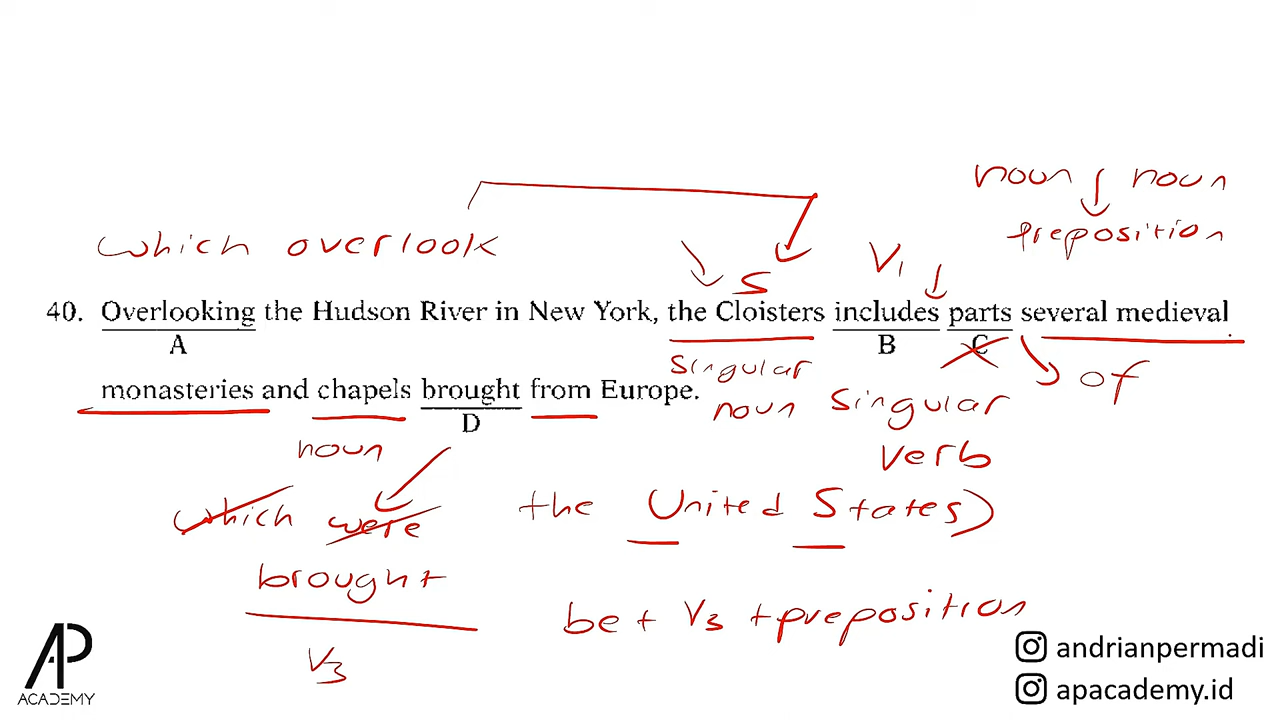 noun noun
preposition
which overlook
S
V1
40. Overlooking the Hudson River in New York, the Cloisters includes parts several medieval
A B C
singular of
monasteries and chapels brought from Europe.
noun singular
D
noun verb
which were the United States)
brought
be + V3 + preposition
V3
AP
ACADEMY
andrianpermadi
apacademy.id